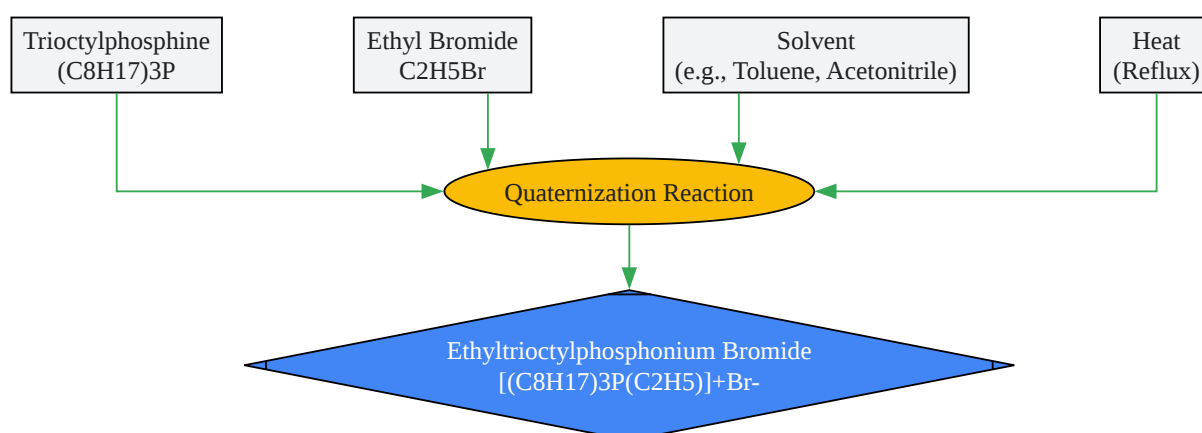 Trioctylphosphine
(C8H17)3P
Ethyl Bromide
C2H5Br
Solvent
(e.g., Toluene, Acetonitrile)
Heat
(Reflux)
Quaternization Reaction
Ethyltrioctylphosphonium Bromide
[(C8H17)3P(C2H5)]+Br-